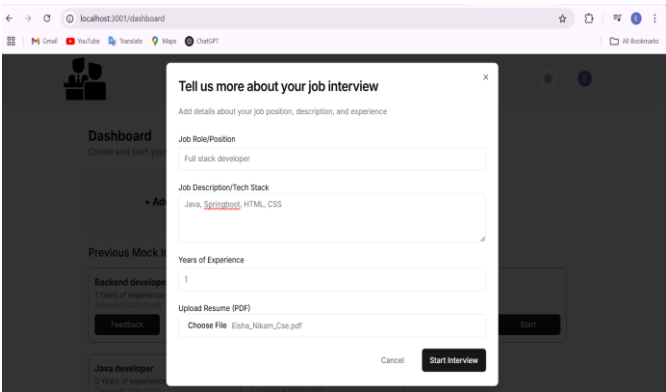 localhost:3001/dashboard
Gmail YouTube Translate Maps ChatGPT All Bookmarks
Tell us more about your job interview
Add details about your job position, description, and experience
Job Role/Position
Full stack developer
Job Description/Tech Stack
Java, Springboot, HTML, CSS
Years of Experience
1
Upload Resume (PDF)
Choose File Eisha_Nikam_Cse.pdf
Cancel Start Interview
Dashboard
Create and start your
+ Ad
Previous Mock I
Backend develope
1 Years of experience
Feedback Start
Java developer
0 Years of experience